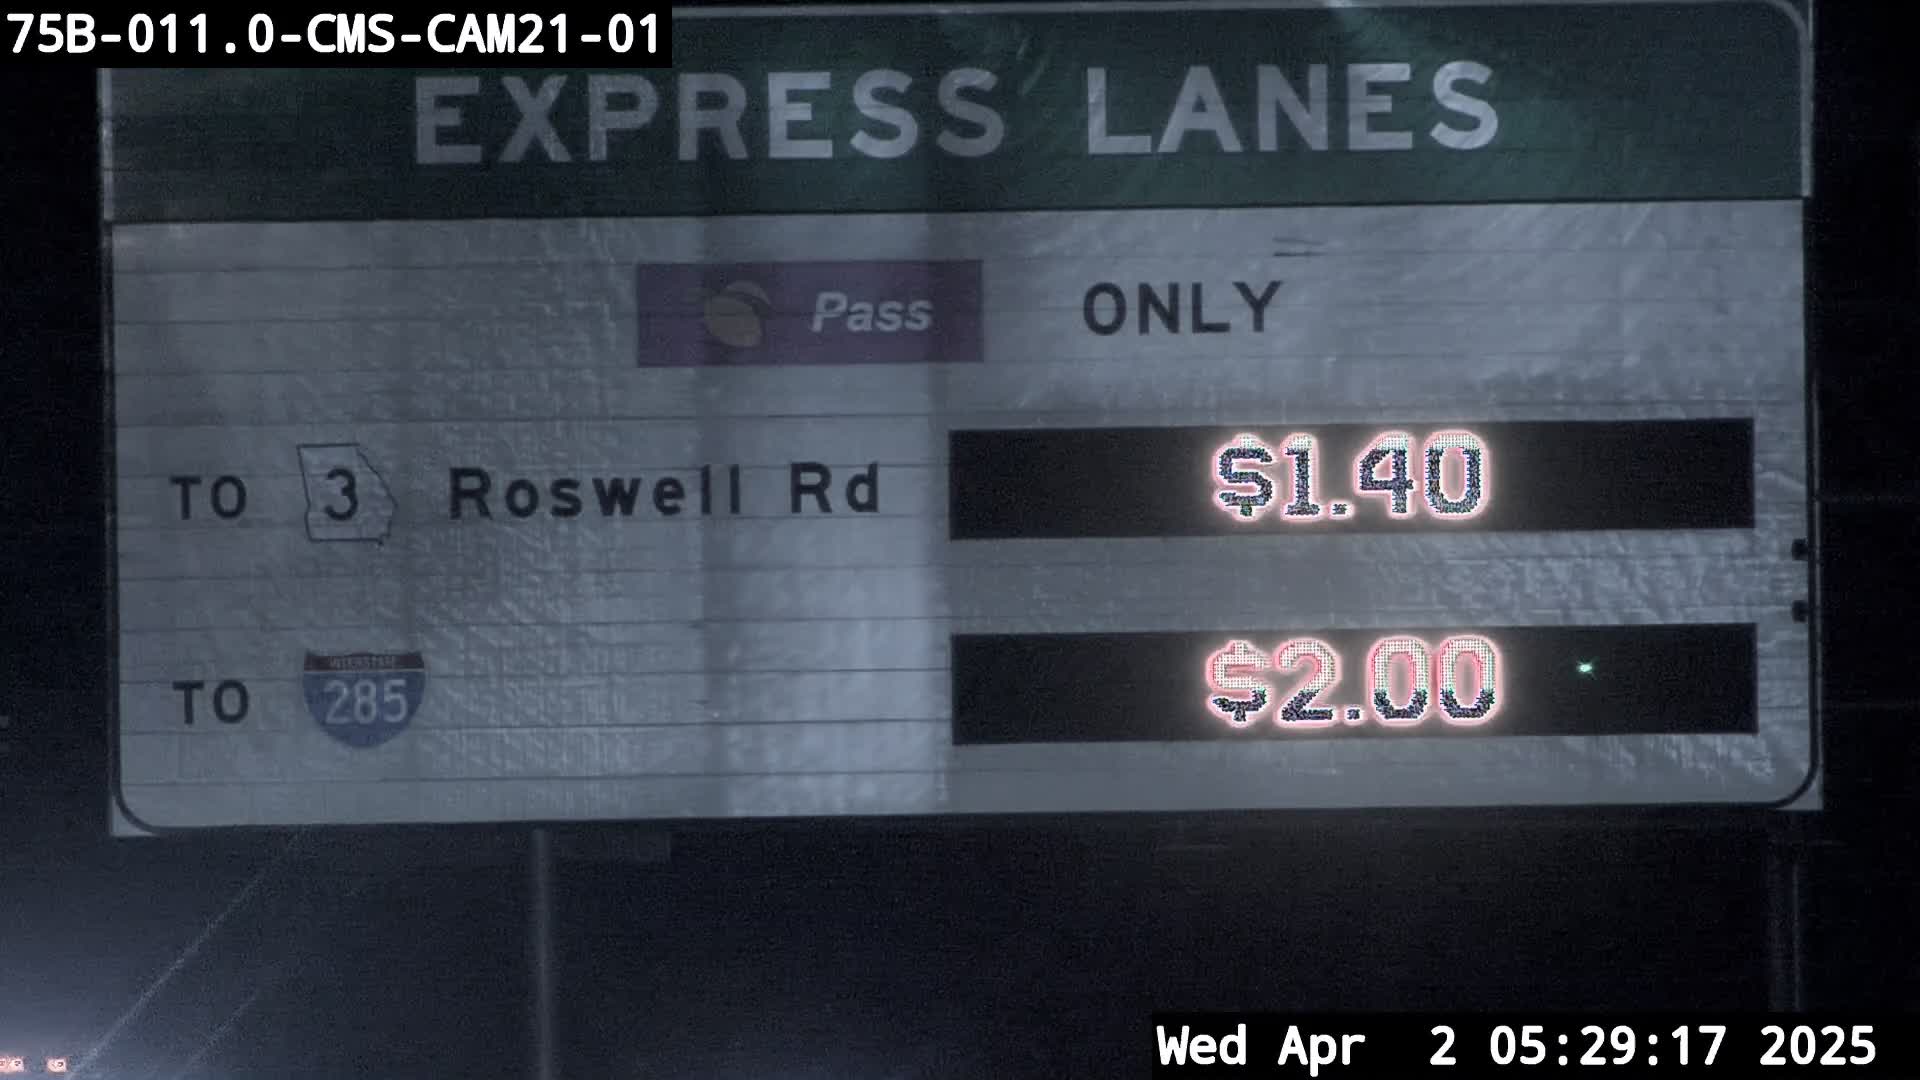 75B-011.0-CMS-CAM21-01
EXPRESS LANES
Pass ONLY
TO 3 Roswell Rd $1.40
INTERSTATE
TO 285 $2.00
Wed Apr 2 05:29:17 2025